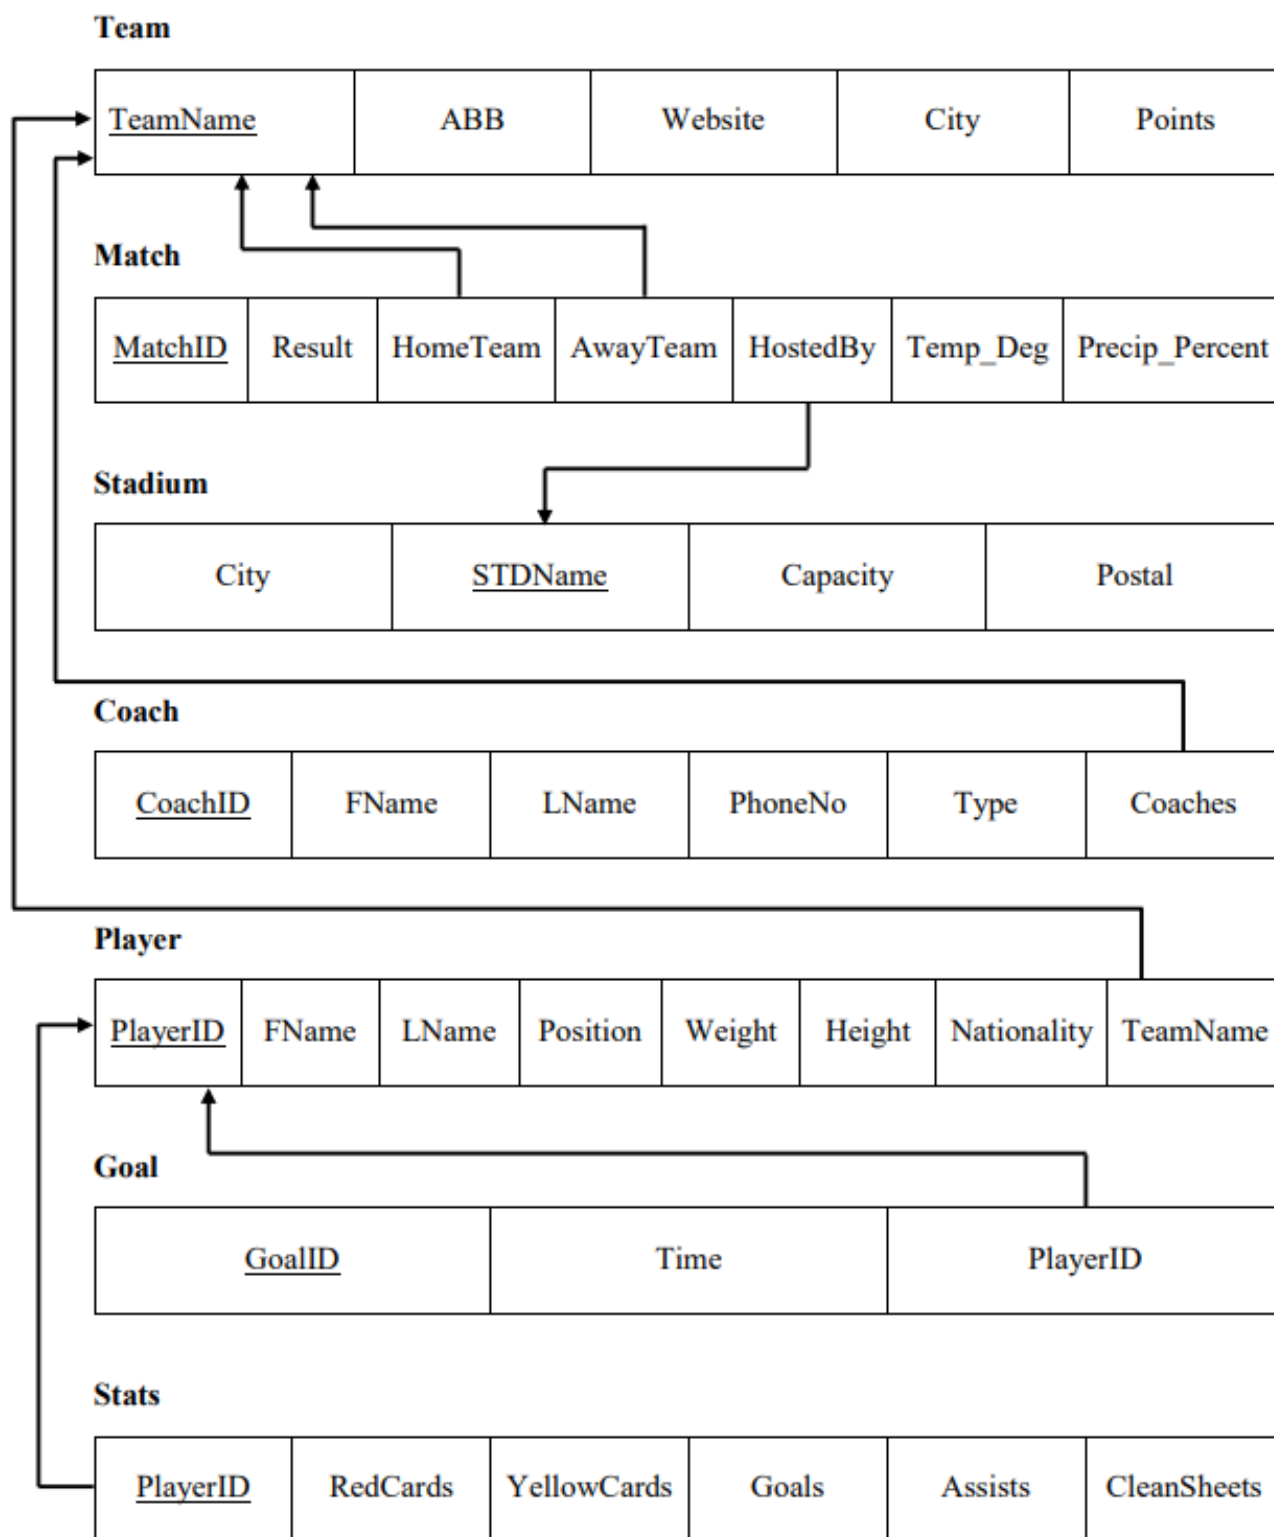 Team
TeamName ABB Website City Points
Match
MatchID Result HomeTeam AwayTeam HostedBy Temp_Deg Precip_Percent
Stadium
City STDName Capacity Postal
Coach
CoachID FName LName PhoneNo Type Coaches
Player
PlayerID FName LName Position Weight Height Nationality TeamName
Goal
GoalID Time PlayerID
Stats
PlayerID RedCards YellowCards Goals Assists CleanSheets